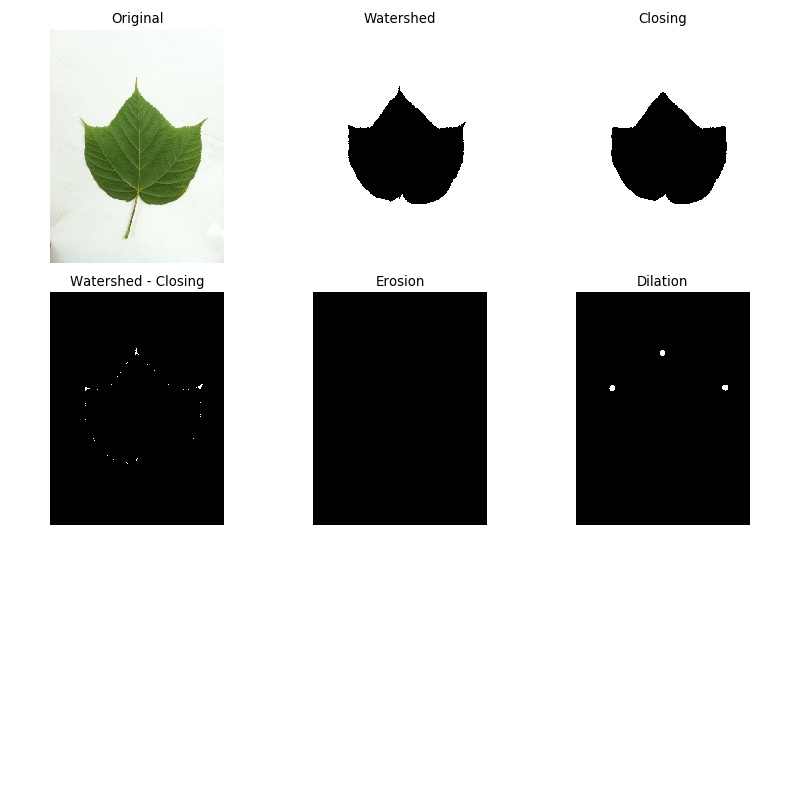 Original
Watershed
Closing
Watershed - Closing
Erosion
Dilation